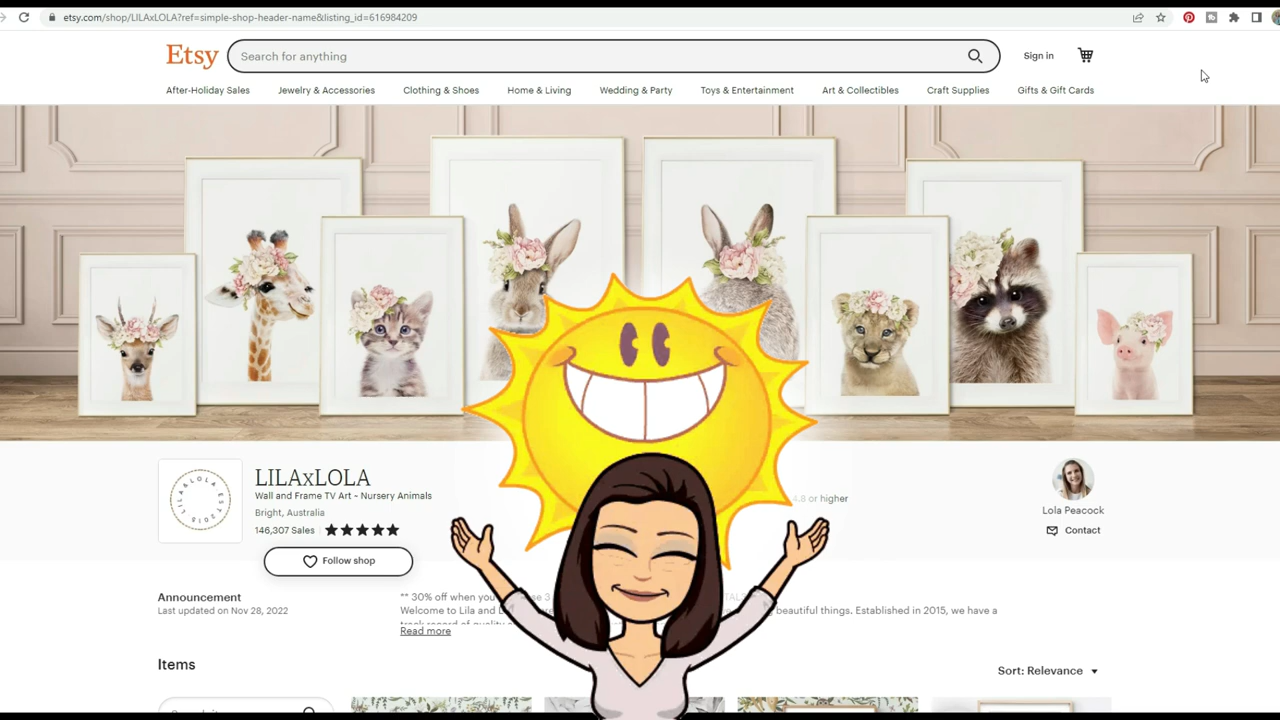 etsy.com/shop/LILAxLOLA?ref=simple-shop-header-name&listing_id=616984209
Etsy
Search for anything
Sign in
After-Holiday Sales
Jewelry & Accessories
Clothing & Shoes
Home & Living
Wedding & Party
Toys & Entertainment
Art & Collectibles
Craft Supplies
Gifts & Gift Cards
LILA & LOLA EST 2015
LILAxLOLA
Wall and Frame TV Art ~ Nursery Animals
Bright, Australia
146,307 Sales
Follow shop
4.8 or higher
Lola Peacock
Contact
Announcement
Last updated on Nov 28, 2022
** 30% off when you
Welcome to Lila and
beautiful things. Established in 2015, we have a
Read more
Items
Sort: Relevance